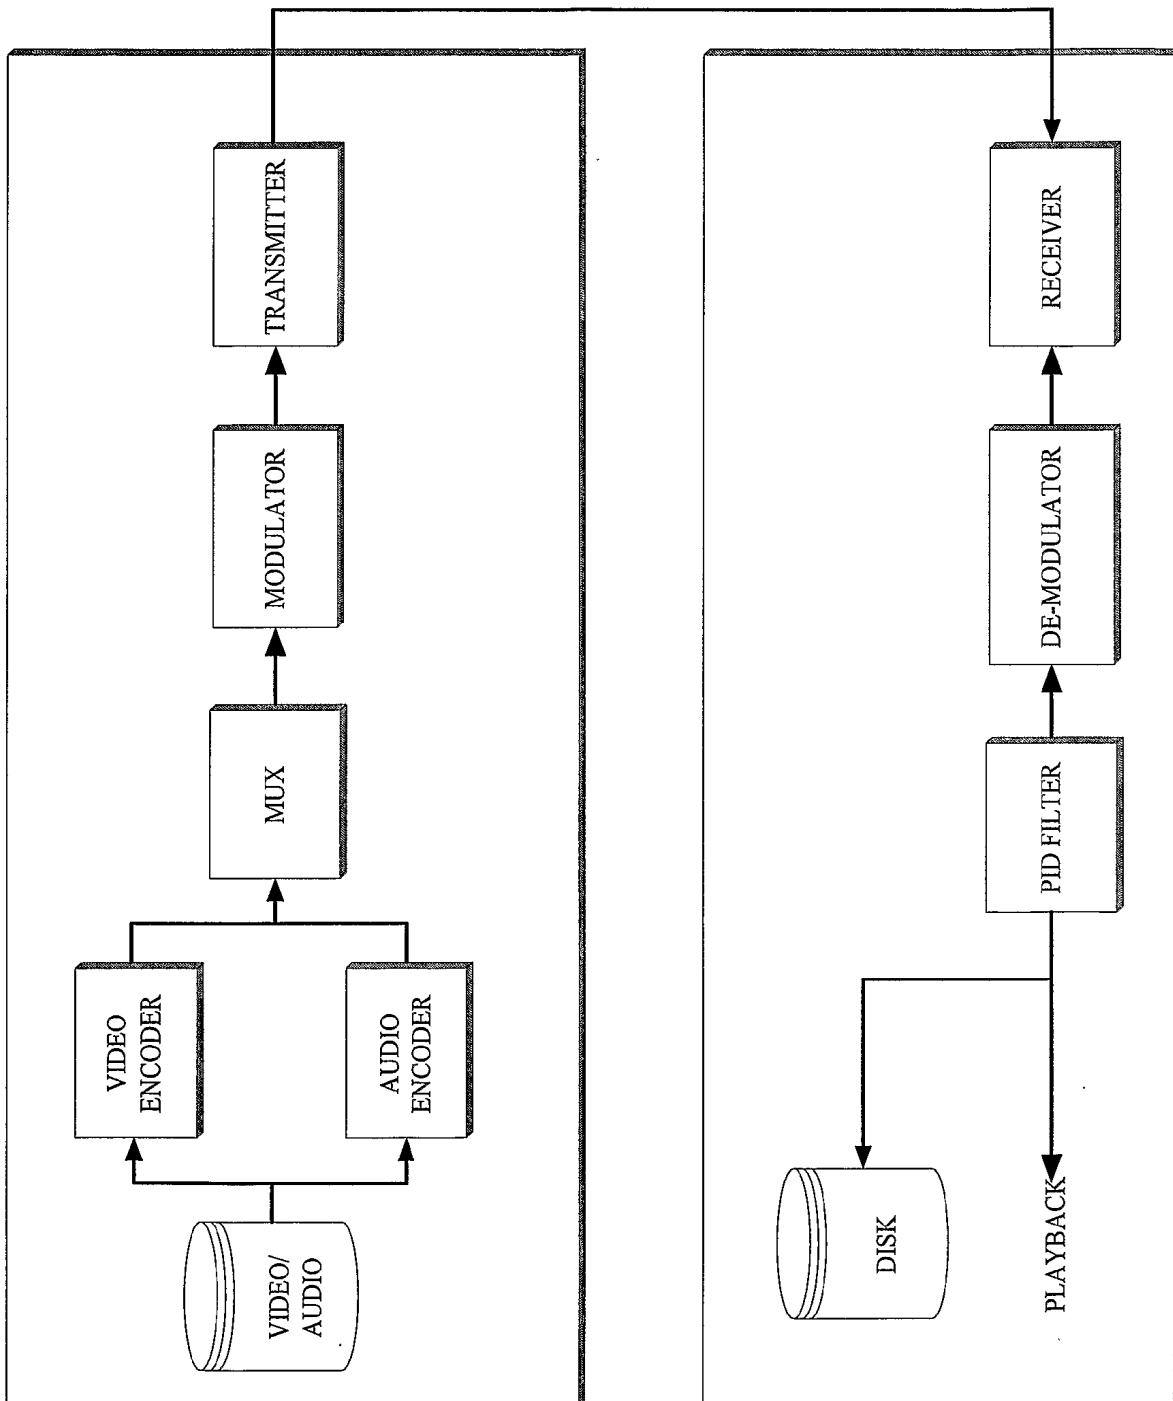 VIDEO/
AUDIO
VIDEO
ENCODER
AUDIO
ENCODER
MUX
MODULATOR
TRANSMITTER
RECEIVER
DE-MODULATOR
PID FILTER
DISK
PLAYBACK